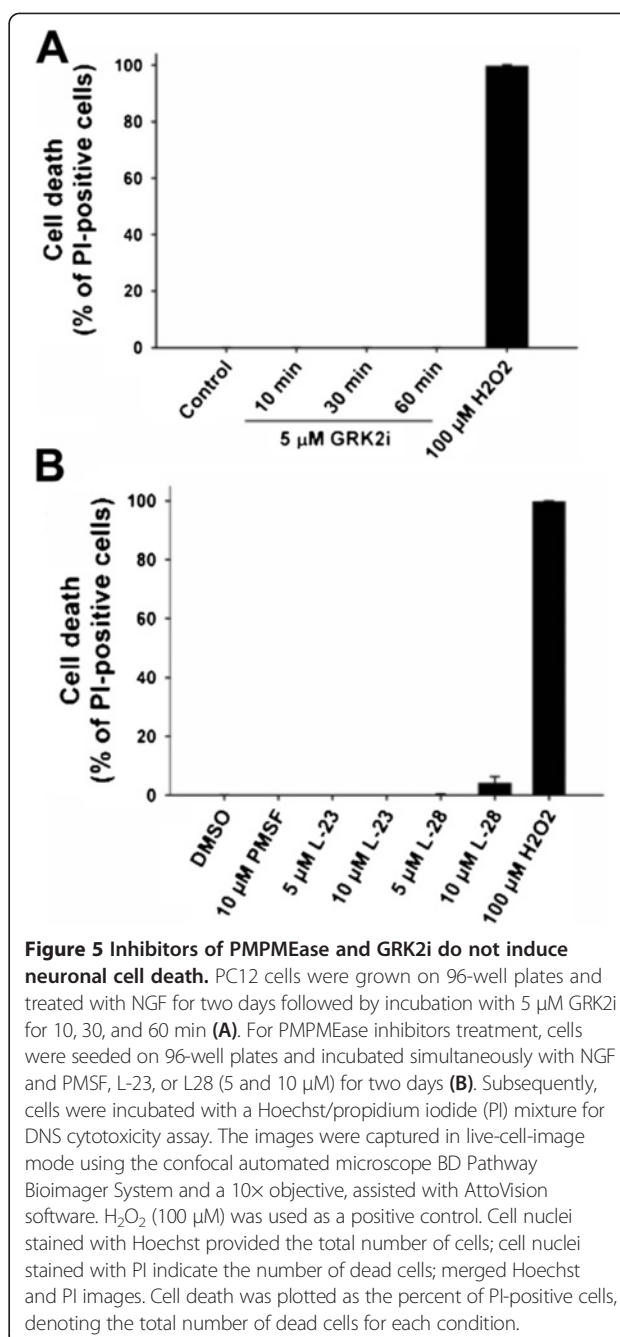 A
Cell death
(% of PI-positive cells)
100
80
60
40
20
0
Control
10 min
30 min
60 min
100 µM H2O2
5 µM GRK2i
B
Cell death
(% of PI-positive cells)
100
80
60
40
20
0
DMSO
10 µM PMSF
5 µM L-23
10 µM L-23
5 µM L-28
10 µM L-28
100 µM H2O2
Figure 5 Inhibitors of PMPMEase and GRK2i do not induce
neuronal cell death. PC12 cells were grown on 96-well plates and
treated with NGF for two days followed by incubation with 5 µM GRK2i
for 10, 30, and 60 min (A). For PMPMEase inhibitors treatment, cells
were seeded on 96-well plates and incubated simultaneously with NGF
and PMSF, L-23, or L28 (5 and 10 µM) for two days (B). Subsequently,
cells were incubated with a Hoechst/propidium iodide (PI) mixture for
DNS cytotoxicity assay. The images were captured in live-cell-image
mode using the confocal automated microscope BD Pathway
Bioimager System and a 10× objective, assisted with AttoVision
software. H₂O₂ (100 µM) was used as a positive control. Cell nuclei
stained with Hoechst provided the total number of cells; cell nuclei
stained with PI indicate the number of dead cells; merged Hoechst
and PI images. Cell death was plotted as the percent of PI-positive cells,
denoting the total number of dead cells for each condition.